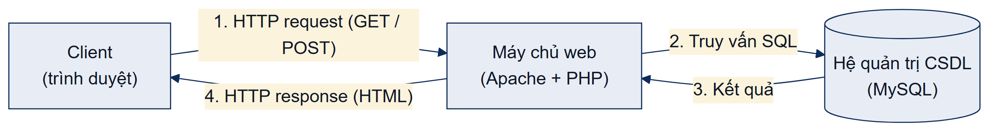 Client
(trình duyệt)
1. HTTP request (GET /
POST)
4. HTTP response (HTML)
Máy chủ web
(Apache + PHP)
2. Truy vấn SQL
3. Kết quả
Hệ quản trị CSDL
(MySQL)